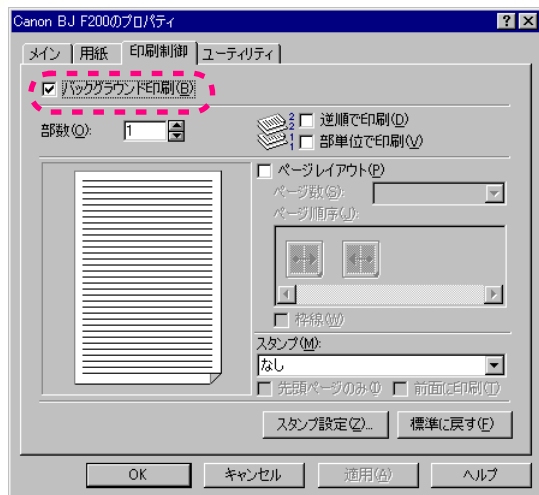 Canon BJ F200のプロパティ
メイン 用紙 印刷制御 ユーティリティ
バックグラウンド印刷(B)
部数(O): 1
逆順で印刷(D)
部単位で印刷(V)
ページレイアウト(P)
ページ数(S):
ページ順序(J):
枠線(W)
スタンプ(M):
なし
先頭ページのみ(I) 前面に印刷(T)
スタンプ設定(Z)... 標準に戻す(F)
OK キャンセル 適用(A) ヘルプ